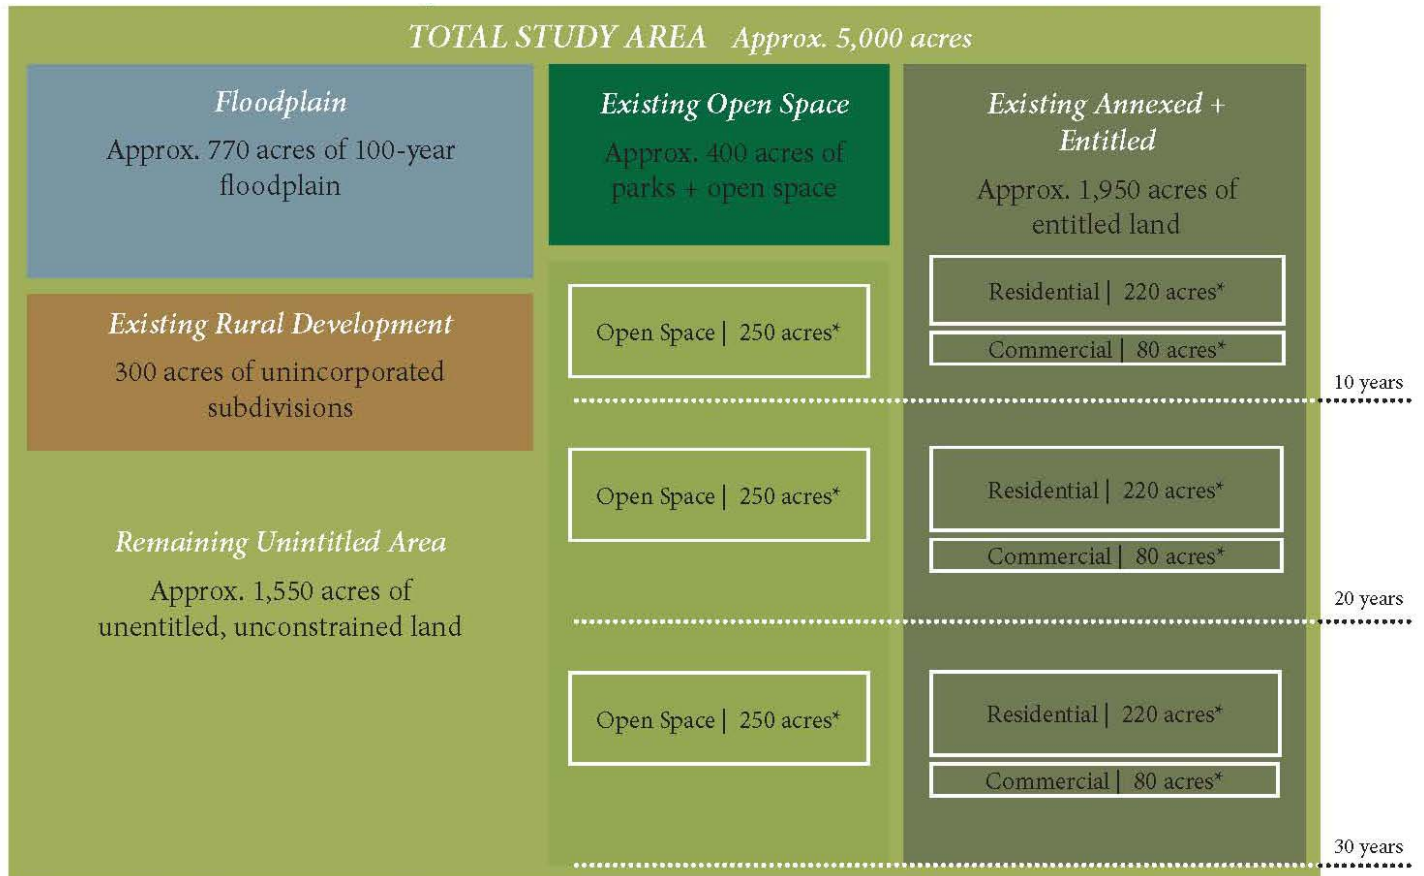 TOTAL STUDY AREA Approx. 5,000 acres
Floodplain
Approx. 770 acres of 100-year
floodplain
Existing Rural Development
300 acres of unincorporated
subdivisions
Remaining Unintitled Area
Approx. 1,550 acres of
unentitled, unconstrained land
Existing Open Space
Approx. 400 acres of
parks + open space
Open Space | 250 acres*
Open Space | 250 acres*
Open Space | 250 acres*
Existing Annexed +
Entitled
Approx. 1,950 acres of
entitled land
Residential | 220 acres*
Commercial | 80 acres*
10 years
Residential | 220 acres*
Commercial | 80 acres*
20 years
Residential | 220 acres*
Commercial | 80 acres*
30 years